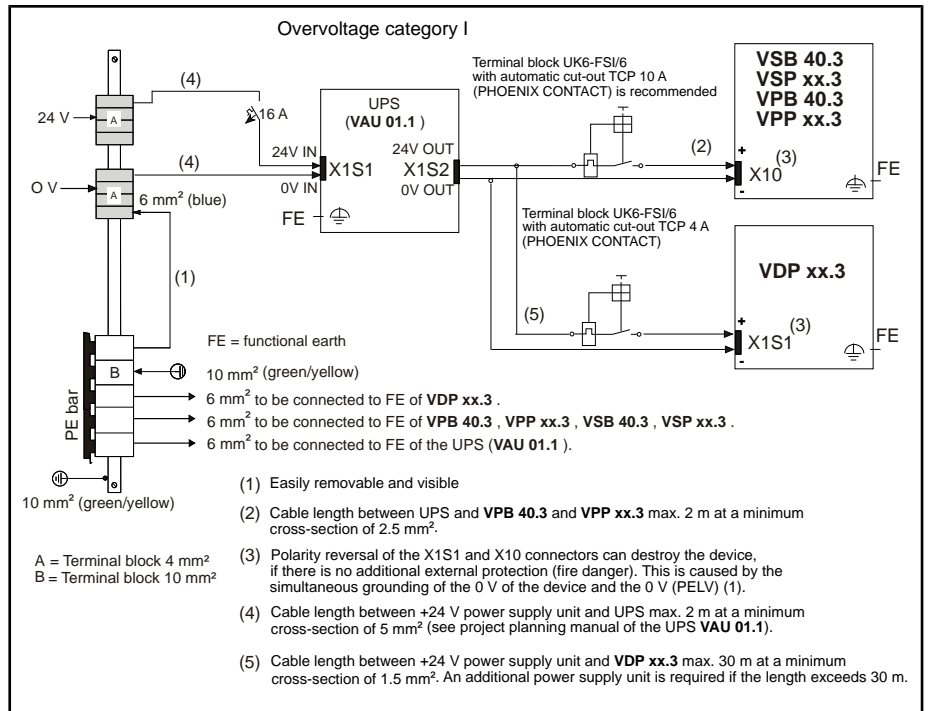 Overvoltage category I
Terminal block UK6-FSI/6
with automatic cut-out TCP 10 A
(PHOENIX CONTACT) is recommended
VSB 40.3
VSP xx.3
VPB 40.3
VPP xx.3
+
X10
(3)
-
FE
(4)
24 V
A
16 A
UPS
(VAU 01.1 )
24V IN
24V OUT
X1S1
X1S2
0V IN
0V OUT
FE
(2)
(4)
O V
A
6 mm² (blue)
(1)
Terminal block UK6-FSI/6
with automatic cut-out TCP 4 A
(PHOENIX CONTACT)
(5)
VDP xx.3
+
X1S1
(3)
-
FE
FE = functional earth
PE bar
B
10 mm² (green/yellow)
6 mm² to be connected to FE of VDP xx.3 .
6 mm² to be connected to FE of VPB 40.3 , VPP xx.3 , VSB 40.3 , VSP xx.3 .
6 mm² to be connected to FE of the UPS (VAU 01.1 ).
10 mm² (green/yellow)
A = Terminal block 4 mm²
B = Terminal block 10 mm²
(1) Easily removable and visible
(2) Cable length between UPS and VPB 40.3 and VPP xx.3 max. 2 m at a minimum
cross-section of 2.5 mm².
(3) Polarity reversal of the X1S1 and X10 connectors can destroy the device,
if there is no additional external protection (fire danger). This is caused by the
simultaneous grounding of the 0 V of the device and the 0 V (PELV) (1).
(4) Cable length between +24 V power supply unit and UPS max. 2 m at a minimum
cross-section of 5 mm² (see project planning manual of the UPS VAU 01.1).
(5) Cable length between +24 V power supply unit and VDP xx.3 max. 30 m at a minimum
cross-section of 1.5 mm². An additional power supply unit is required if the length exceeds 30 m.